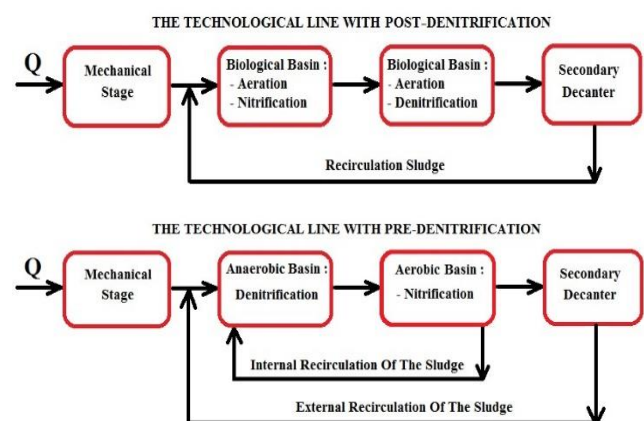 THE TECHNOLOGICAL LINE WITH POST-DENITRIFICATION
Q
Mechanical
Stage
Biological Basin :
- Aeration
- Nitrification
Biological Basin :
- Aeration
- Denitrification
Secondary
Decanter
Recirculation Sludge
THE TECHNOLOGICAL LINE WITH PRE-DENITRIFICATION
Q
Mechanical
Stage
Anaerobic Basin :
Denitrification
Aerobic Basin :
- Nitrification
Secondary
Decanter
Internal Recirculation Of The Sludge
External Recirculation Of The Sludge